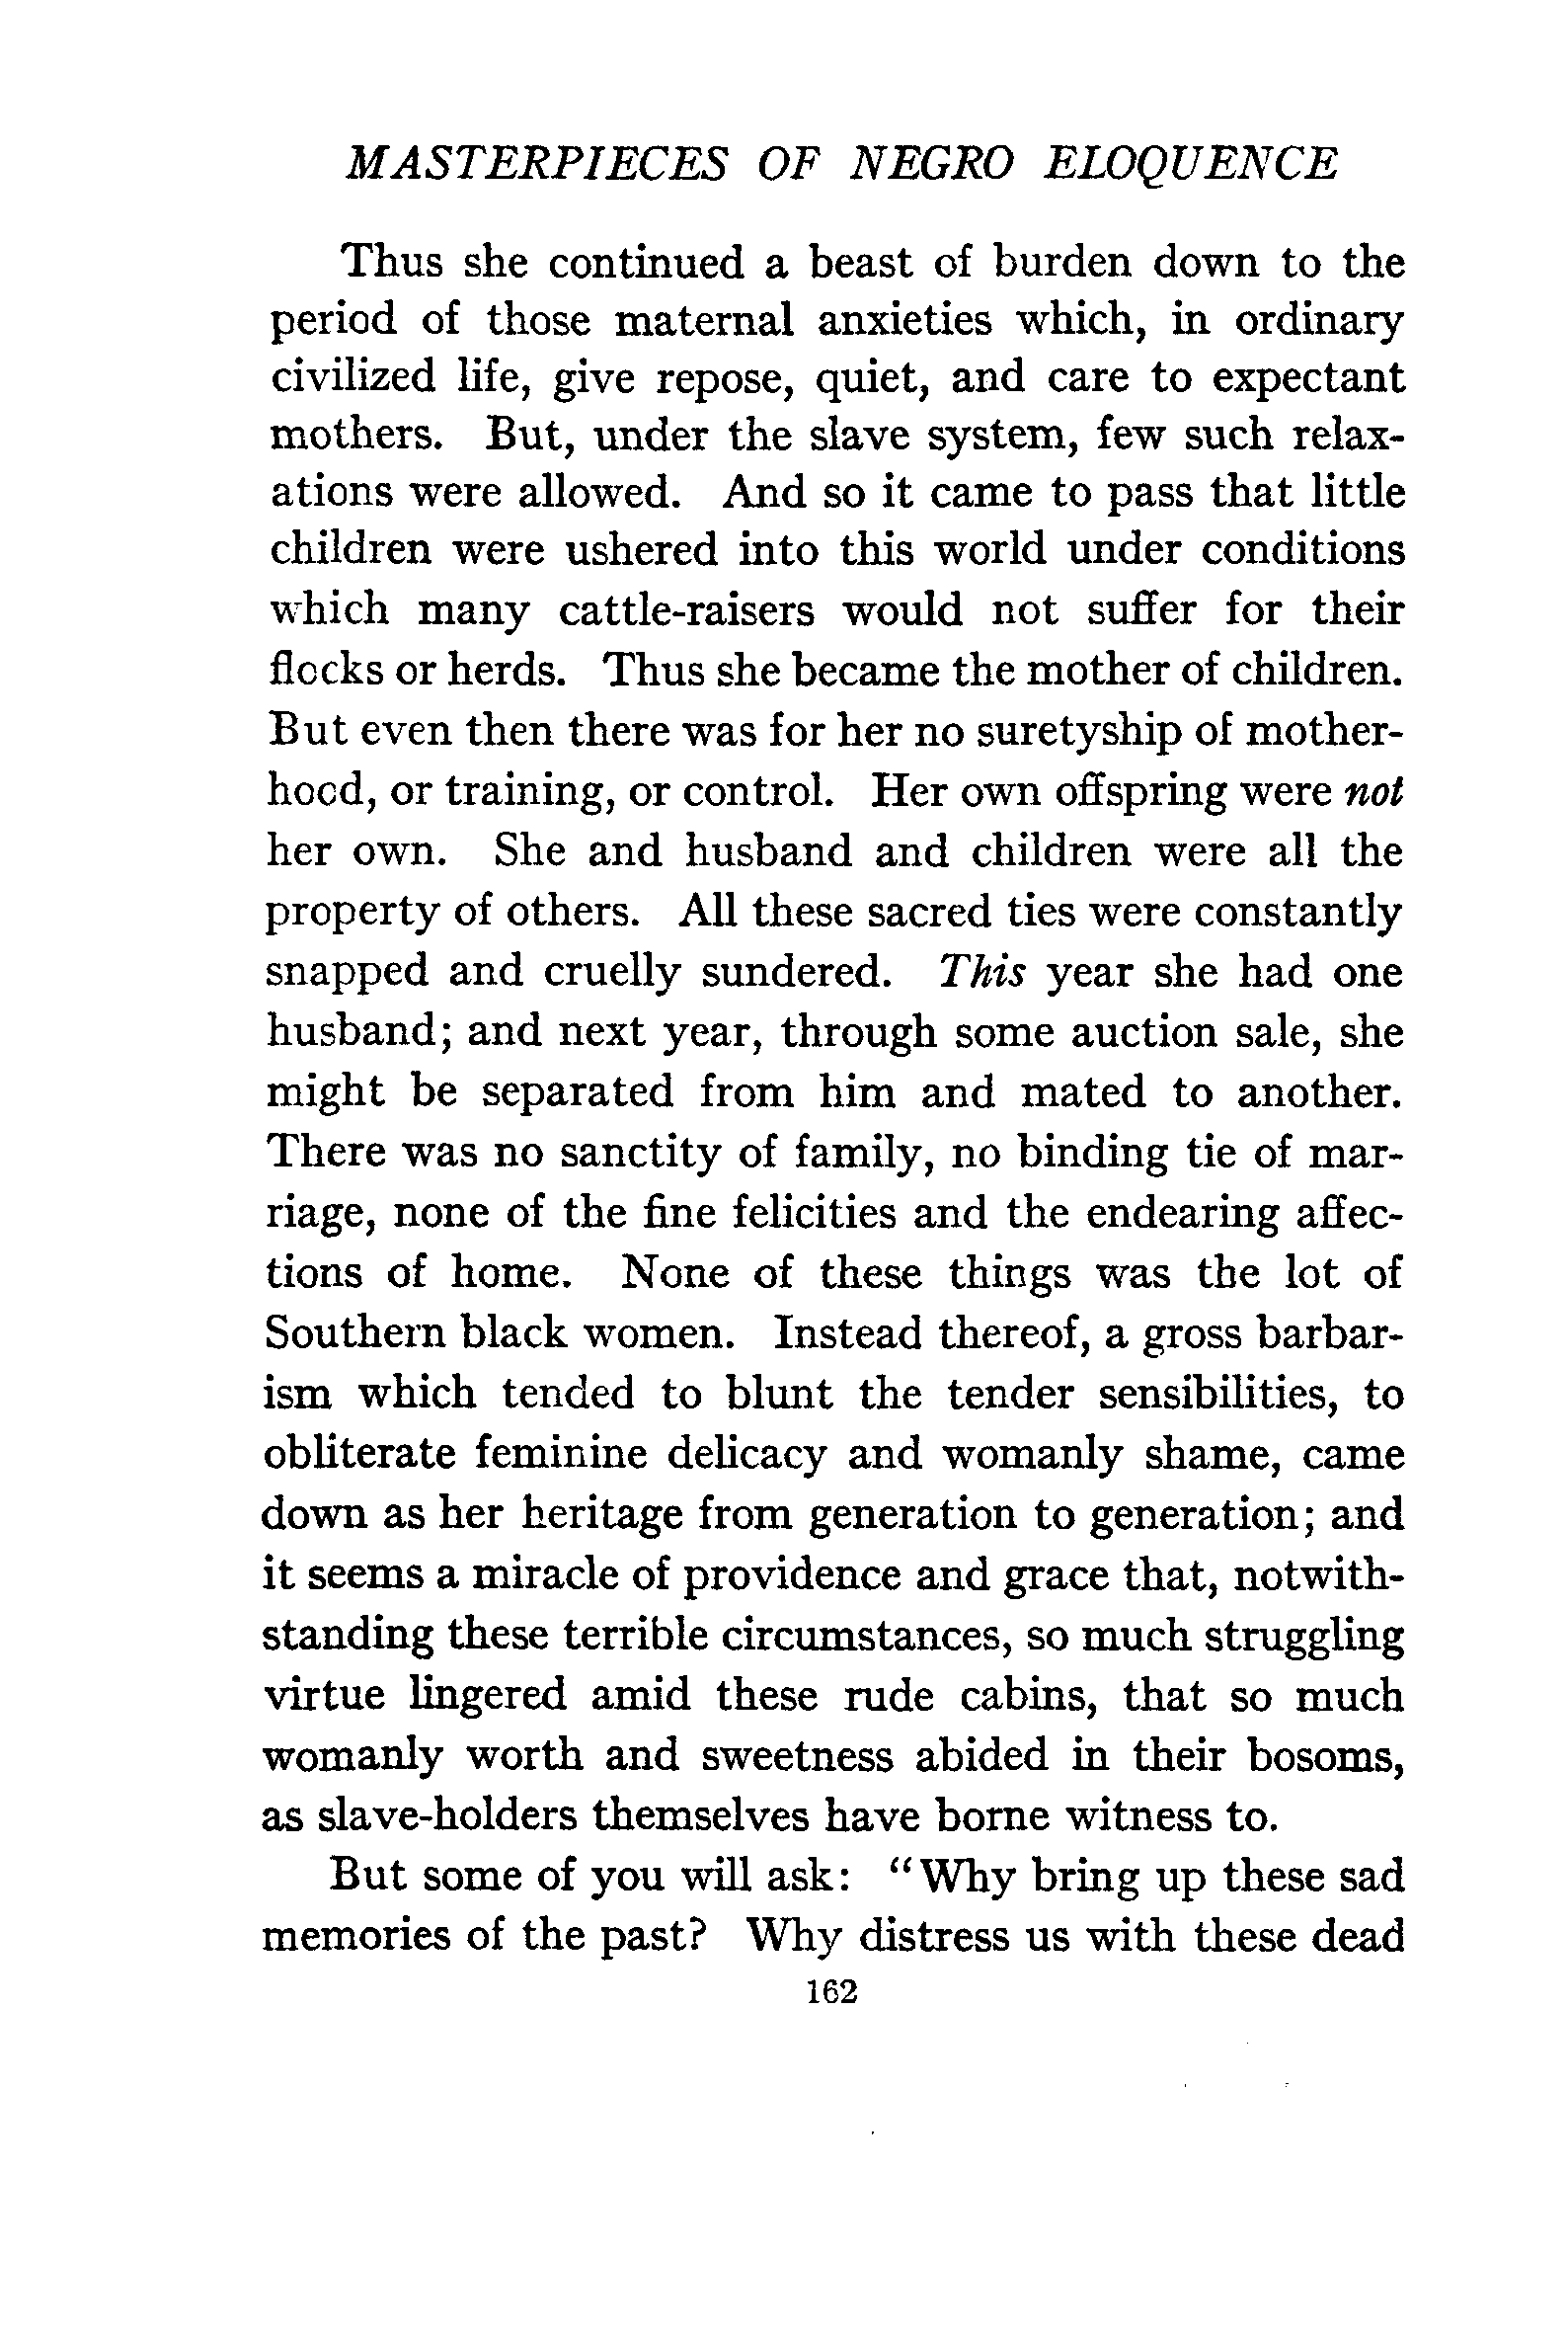 MASTERPIECES OF NEGRO ELOQUENCE
Thus she continued a beast of burden down to the
period of those maternal anxieties which, in ordinary
civilized life, give repose, quiet, and care to expectant
mothers. But, under the slave system, few such relax-
ations were allowed. And so it came to pass that little
children were ushered into this world under conditions
which many cattle-raisers would not suffer for their
flocks or herds. Thus she became the mother of children.
But even then there was for her no suretyship of mother-
hood, or training, or control. Her own offspring were not
her own. She and husband and children were all the
property of others. All these sacred ties were constantly
snapped and cruelly sundered. This year she had one
husband; and next year, through some auction sale, she
might be separated from him and mated to another.
There was no sanctity of family, no binding tie of mar-
riage, none of the fine felicities and the endearing affec-
tions of home. None of these things was the lot of
Southern black women. Instead thereof, a gross barbar-
ism which tended to blunt the tender sensibilities, to
obliterate feminine delicacy and womanly shame, came
down as her heritage from generation to generation; and
it seems a miracle of providence and grace that, notwith-
standing these terrible circumstances, so much struggling
virtue lingered amid these rude cabins, that so much
womanly worth and sweetness abided in their bosoms,
as slave-holders themselves have borne witness to.
But some of you will ask: “Why bring up these sad
memories of the past? Why distress us with these dead
162